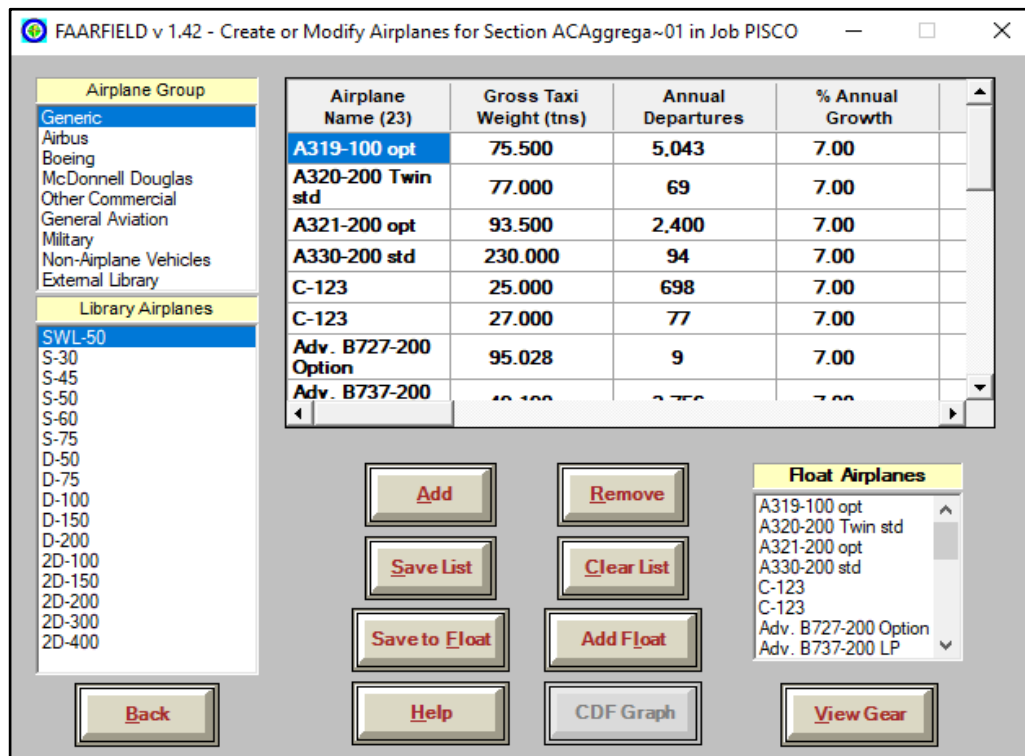 FAARFIELD v 1.42 - Create or Modify Airplanes for Section ACAggrega~01 in Job PISCO
Airplane Group
Generic
Airbus
Boeing
McDonnell Douglas
Other Commercial
General Aviation
Military
Non-Airplane Vehicles
External Library
Library Airplanes
SWL-50
S-30
S-45
S-50
S-60
S-75
D-50
D-75
D-100
D-150
D-200
2D-100
2D-150
2D-200
2D-300
2D-400
Airplane Gross Taxi Annual % Annual
Name (23) Weight (tns) Departures Growth
A319-100 opt 75.500 5,043 7.00
A320-200 Twin
std 77.000 69 7.00
A321-200 opt 93.500 2,400 7.00
A330-200 std 230.000 94 7.00
C-123 25.000 698 7.00
C-123 27.000 77 7.00
Adv. B727-200
Option 95.028 9 7.00
Adv. B737-200
Add
Remove
Save List
Clear List
Save to Float
Add Float
Back
Help
CDF Graph
View Gear
Float Airplanes
A319-100 opt
A320-200 Twin std
A321-200 opt
A330-200 std
C-123
C-123
Adv. B727-200 Option
Adv. B737-200 LP